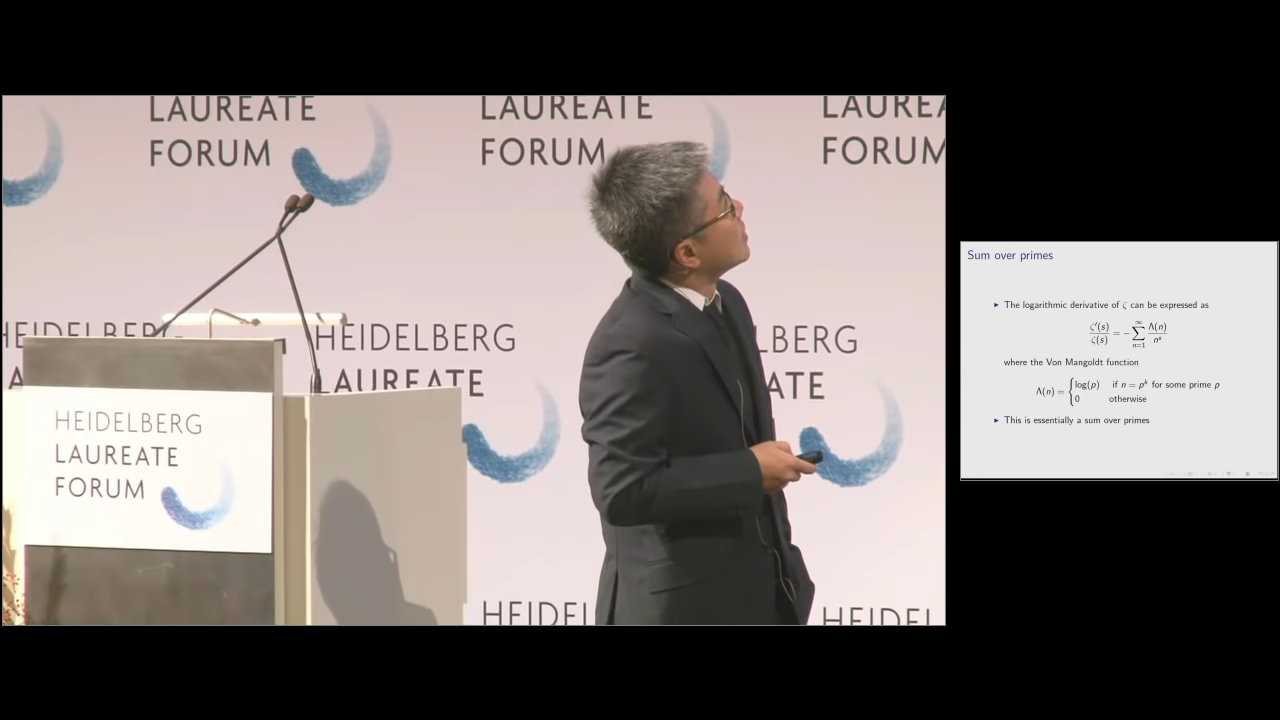 LAUREATE
FORUM
LAUREATE
FORUM
LAUREA
FORUM
HEIDELBERG
HEIDELBERG
LAUREATE
LBERG
ATE
HEIDELBERG
LAUREATE
FORUM
HEIDEL
HEIDEL
Sum over primes
► The logarithmic derivative of ζ can be expressed as
ζ′(s)/ζ(s) = −∑_{n=1}^{∞} Λ(n)/n^s
where the Von Mangoldt function
Λ(n) = { log(p) if n = p^k for some prime p
0 otherwise
► This is essentially a sum over primes